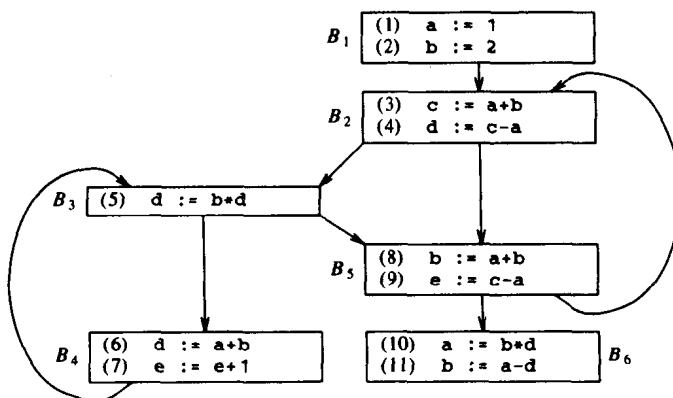 B1
(1) a := 1
(2) b := 2
B2
(3) c := a+b
(4) d := c-a
B3
(5) d := b*d
B5
(8) b := a+b
(9) e := c-a
B4
(6) d := a+b
(7) e := e+1
(10) a := b*d
(11) b := a-d
B6